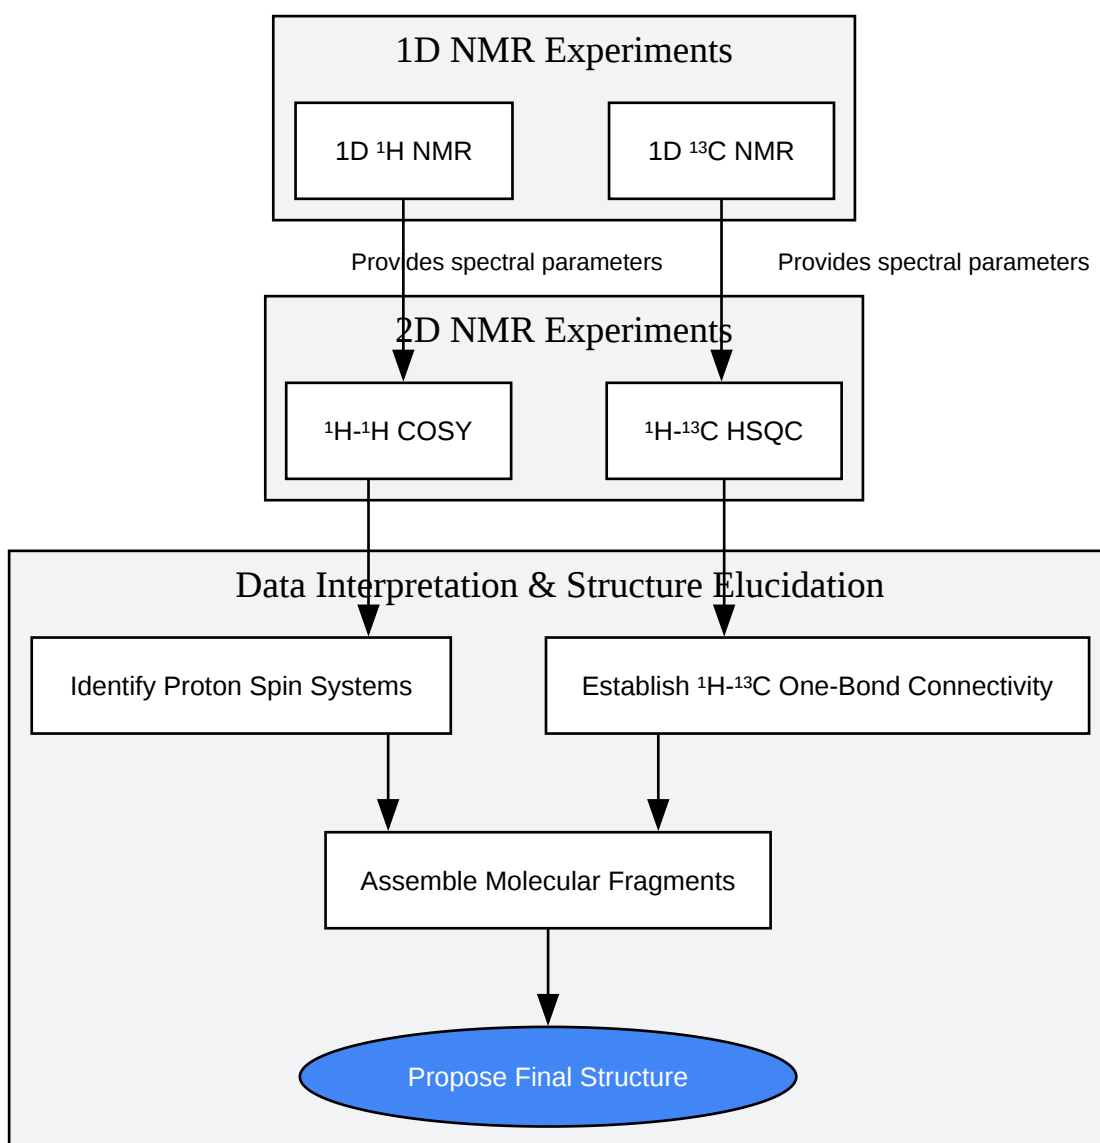 1D NMR Experiments
1D ¹H NMR
1D ¹³C NMR
Provides spectral parameters
Provides spectral parameters
2D NMR Experiments
¹H-¹H COSY
¹H-¹³C HSQC
Data Interpretation & Structure Elucidation
Identify Proton Spin Systems
Establish ¹H-¹³C One-Bond Connectivity
Assemble Molecular Fragments
Propose Final Structure